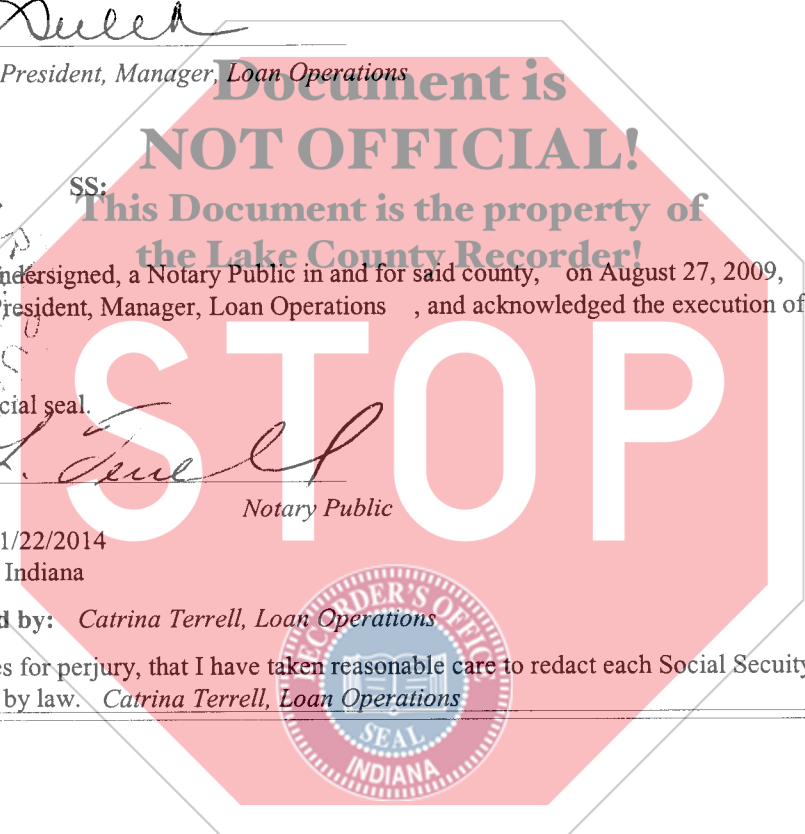 President, Manager, Loan Operations
Document is
NOT OFFICIAL!
SS:
This Document is the property of
the Lake County Recorder!
ndersigned, a Notary Public in and for said county, on August 27, 2009,
President, Manager, Loan Operations , and acknowledged the execution of
STOP
cial seal.
Notary Public
1/22/2014
Indiana
d by: Catrina Terrell, Loan Operations
es for perjury, that I have taken reasonable care to redact each Social Secuity
by law. Catrina Terrell, Loan Operations
RECORDER'S OFFICE
SEAL
INDIANA